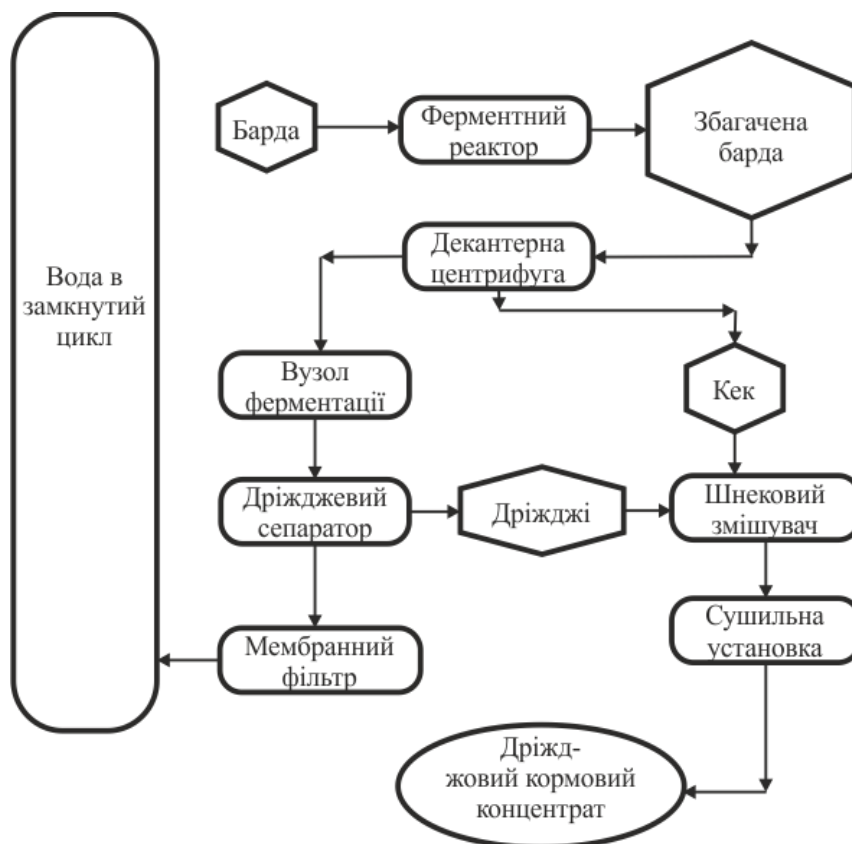 Барда
Ферментний
реактор
Збагачена
барда
Декантерна
центрифуга
Вода в
замкнутий
цикл
Вузол
ферментації
Кек
Дріжджевий
сепаратор
Дріжджі
Шнековий
змішувач
Мембранний
фільтр
Сушильна
установка
Дріжд-
жовий кормовий
концентрат